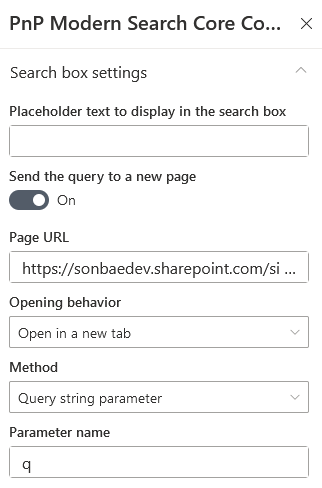 PnP Modern Search Core Co...
Search box settings
Placeholder text to display in the search box
Send the query to a new page
On
Page URL
https://sonbaedev.sharepoint.com/si ...
Opening behavior
Open in a new tab
Method
Query string parameter
Parameter name
q